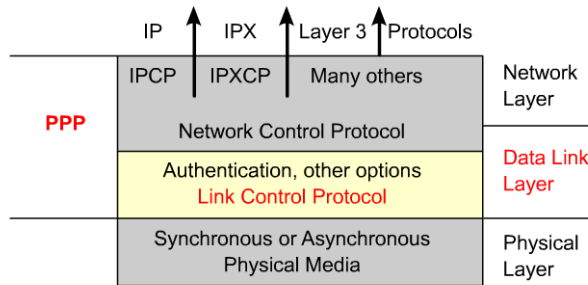 IP IPX Layer 3 Protocols
IPCP IPXCP Many others
Network
Layer
PPP
Network Control Protocol
Authentication, other options
Link Control Protocol
Data Link
Layer
Synchronous or Asynchronous
Physical Media
Physical
Layer